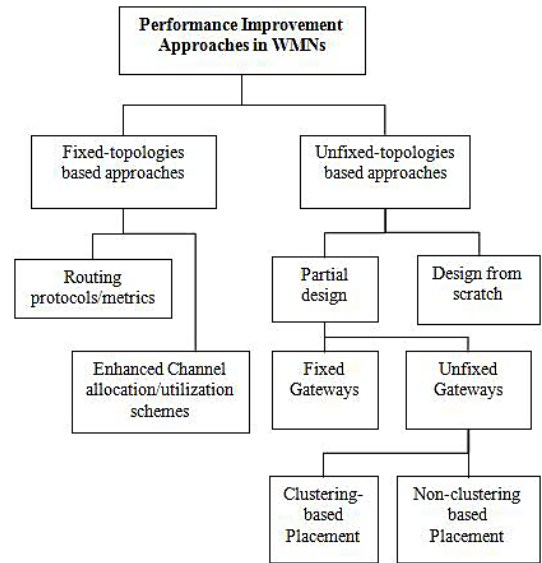 Performance Improvement
Approaches in WMNs
Fixed-topologies
based approaches
Unfixed-topologies
based approaches
Routing
protocols/metrics
Partial
design
Design from
scratch
Enhanced Channel
allocation/utilization
schemes
Fixed
Gateways
Unfixed
Gateways
Clustering-
based
Placement
Non-clustering
based
Placement